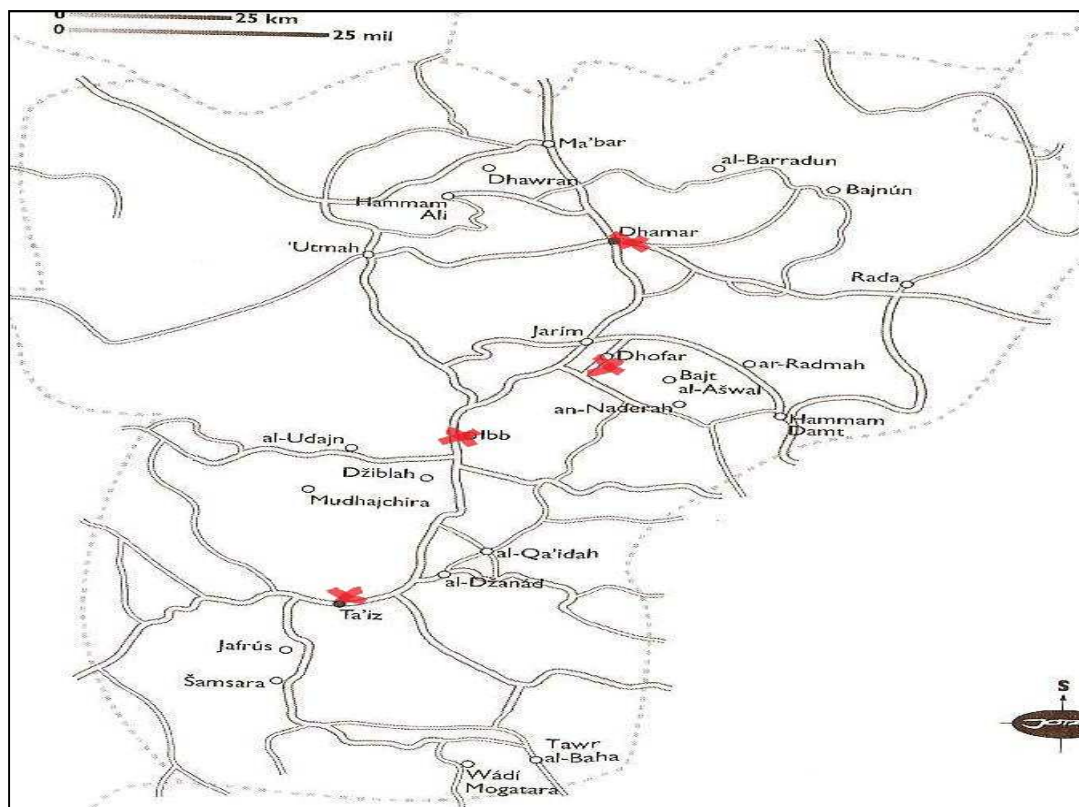 0 25 km
0 25 mil
Ma'bar
al-Barradun
Dhawran
Bajnún
Hammam
Ali
Dhamar
'Utmah
Rada
Jarim
Dhofar
ar-Radmah
Bajt
al-Ašwal
an-Naderah
Hammam
Damt
Ibb
al-Udajn
Džiblah
Mudhajchira
al-Qa'idah
al-Džanád
Ta'iz
Jafrús
Šamsara
S
Tawr
al-Baha
Wádí
Mogatara